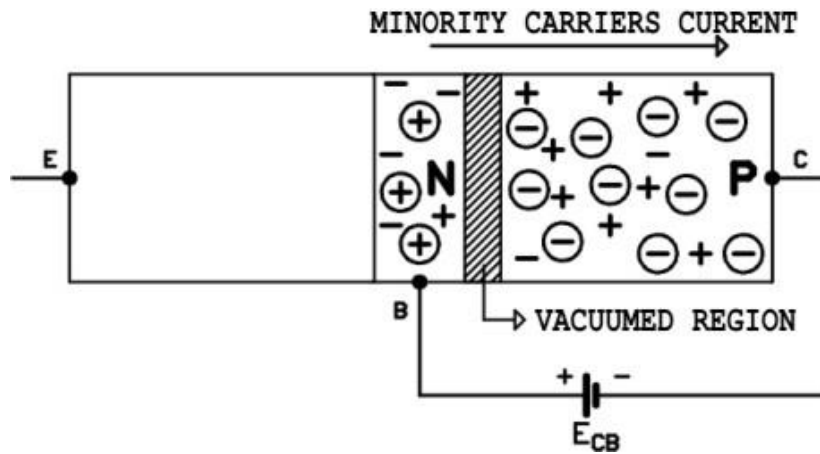 MINORITY CARRIERS CURRENT
E
N
P
C
B
VACUUMED REGION
+ −
E_CB